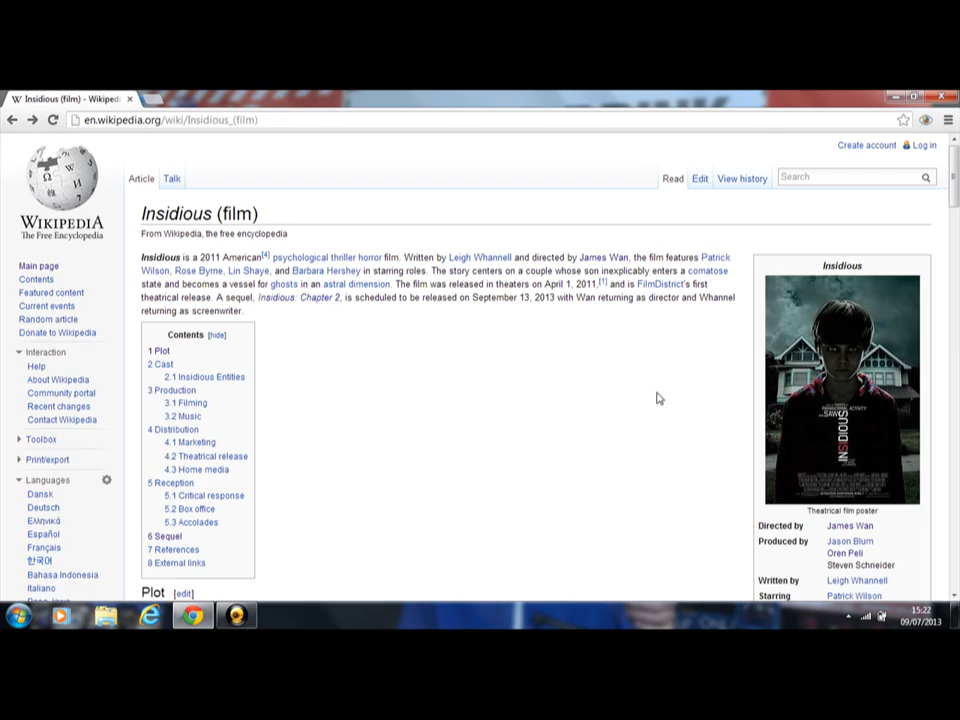 Insidious (film) - Wikiped
en.wikipedia.org/wiki/Insidious_(film)
Create account Log in
Article Talk Read Edit View history Search
WIKIPEDIA
The Free Encyclopedia
Main page
Contents
Featured content
Current events
Random article
Donate to Wikipedia
Interaction
Help
About Wikipedia
Community portal
Recent changes
Contact Wikipedia
Toolbox
Print/export
Languages
Dansk
Deutsch
Ελληνικά
Español
Français
한국어
Bahasa Indonesia
Italiano
Insidious (film)
From Wikipedia, the free encyclopedia
Insidious is a 2011 American[4] psychological thriller horror film. Written by Leigh Whannell and directed by James Wan, the film features Patrick
Wilson, Rose Byrne, Lin Shaye, and Barbara Hershey in starring roles. The story centers on a couple whose son inexplicably enters a comatose
state and becomes a vessel for ghosts in an astral dimension. The film was released in theaters on April 1, 2011,[1] and is FilmDistrict's first
theatrical release. A sequel, Insidious: Chapter 2, is scheduled to be released on September 13, 2013 with Wan returning as director and Whannell
returning as screenwriter.
Contents [hide]
1 Plot
2 Cast
2.1 Insidious Entities
3 Production
3.1 Filming
3.2 Music
4 Distribution
4.1 Marketing
4.2 Theatrical release
4.3 Home media
5 Reception
5.1 Critical response
5.2 Box office
5.3 Accolades
6 Sequel
7 References
8 External links
Plot [edit]
Insidious
PARANORMAL ACTIVITY
SAW
INSIDIOUS
Theatrical film poster
Directed by James Wan
Produced by Jason Blum
Oren Peli
Steven Schneider
Written by Leigh Whannell
Starring Patrick Wilson
15:22
09/07/2013